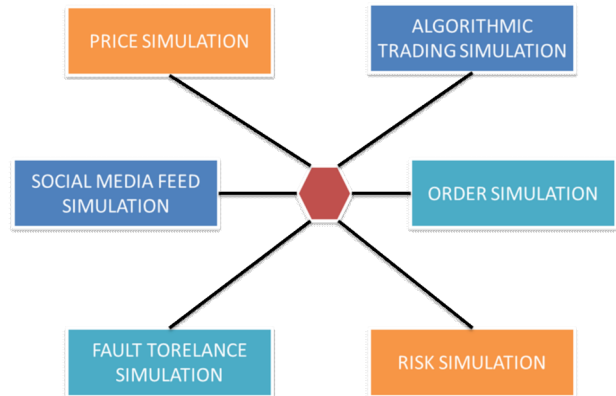 PRICE SIMULATION
ALGORITHMIC
TRADING SIMULATION
SOCIAL MEDIA FEED
SIMULATION
ORDER SIMULATION
FAULT TORELANCE
SIMULATION
RISK SIMULATION